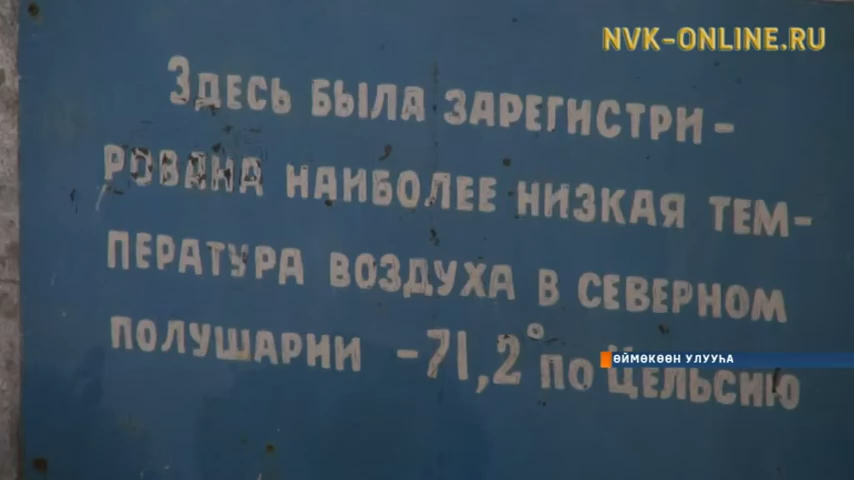 NVK-ONLINE.RU
Здесь была зарегистри-
рована наиболее низкая тем-
пература воздуха в северном
полушарии -71,2° по Цельсию
ӨЙМӨКӨӨН УЛУУҺА